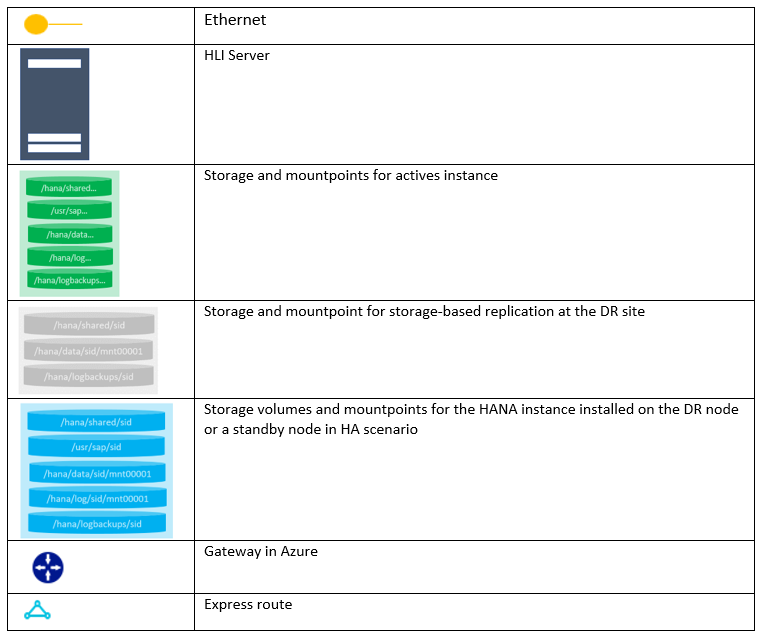 Ethernet
HLI Server
/hana/shared...
/usr/sap...
/hana/data...
/hana/log...
/hana/logbackups...
Storage and mountpoints for actives instance
/hana/shared/sid
/hana/data/sid/mnt00001
/hana/logbackups/sid
Storage and mountpoint for storage-based replication at the DR site
/hana/shared/sid
/usr/sap/sid
/hana/data/sid/mnt00001
/hana/log/sid/mnt00001
/hana/logbackups/sid
Storage volumes and mountpoints for the HANA instance installed on the DR node
or a standby node in HA scenario
Gateway in Azure
Express route